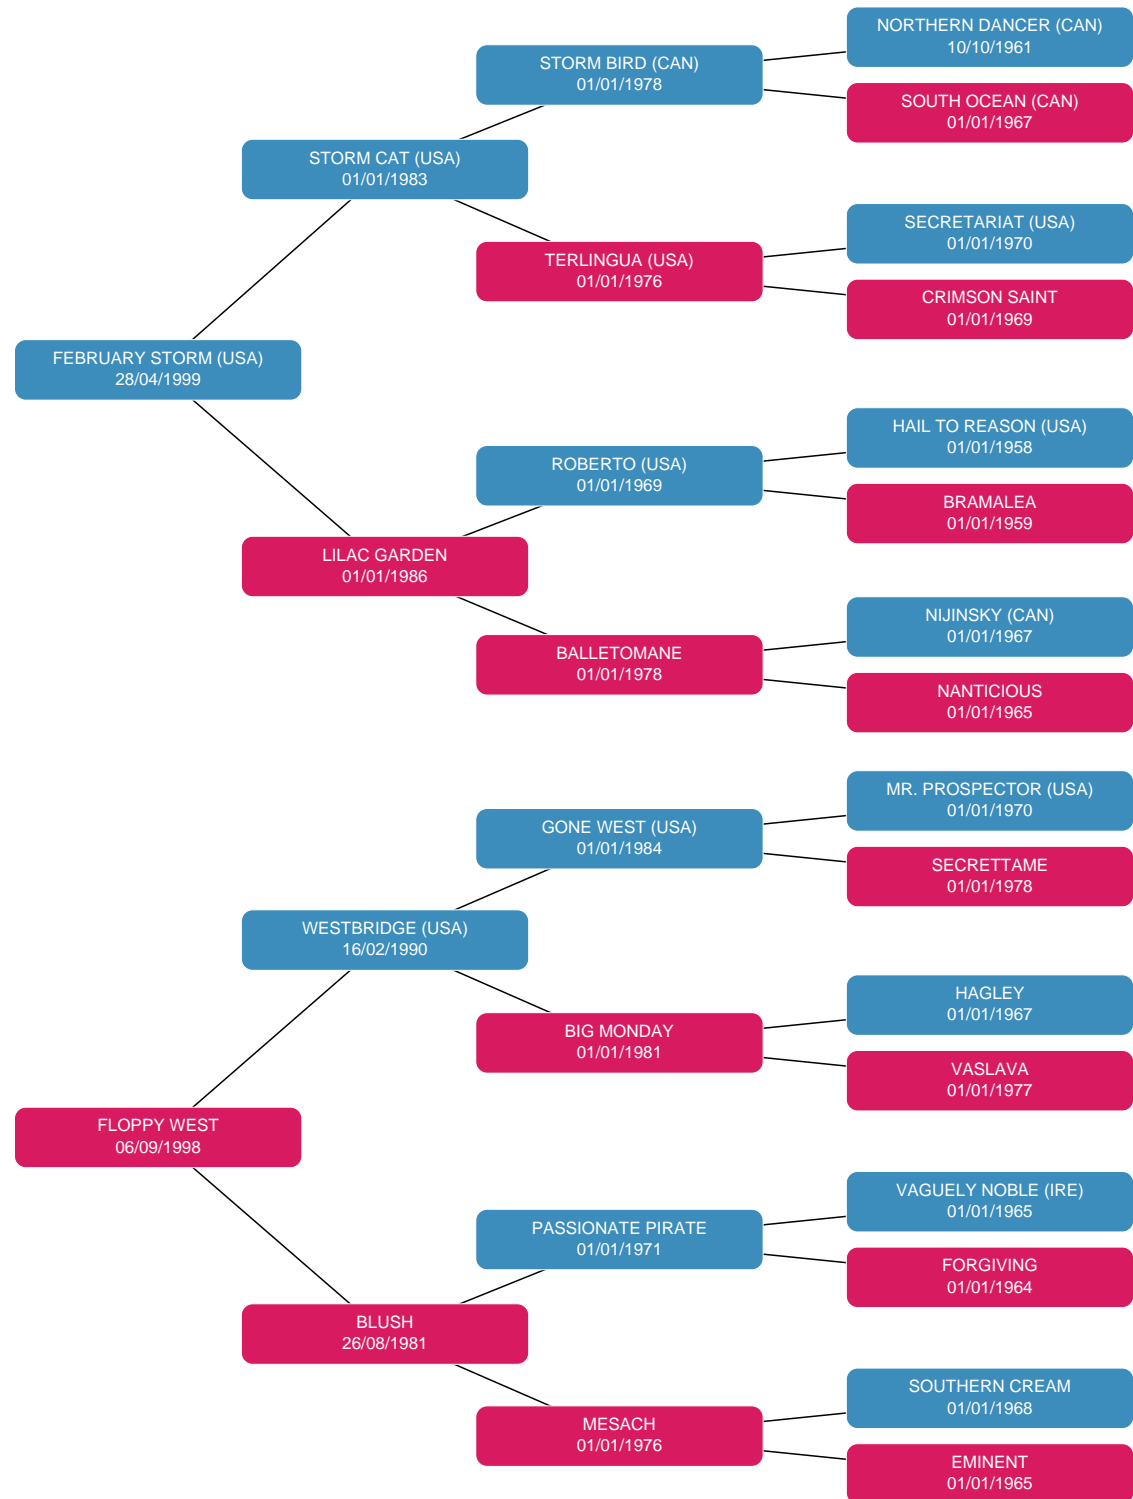 NORTHERN DANCER (CAN)
10/10/1961
STORM BIRD (CAN)
01/01/1978
SOUTH OCEAN (CAN)
01/01/1967
STORM CAT (USA)
01/01/1983
SECRETARIAT (USA)
01/01/1970
TERLINGUA (USA)
01/01/1976
CRIMSON SAINT
01/01/1969
FEBRUARY STORM (USA)
28/04/1999
HAIL TO REASON (USA)
01/01/1958
ROBERTO (USA)
01/01/1969
BRAMALEA
01/01/1959
LILAC GARDEN
01/01/1986
NIJINSKY (CAN)
01/01/1967
BALLETOMANE
01/01/1978
NANTICIOUS
01/01/1965
MR. PROSPECTOR (USA)
01/01/1970
GONE WEST (USA)
01/01/1984
SECRETTAME
01/01/1978
WESTBRIDGE (USA)
16/02/1990
HAGLEY
01/01/1967
BIG MONDAY
01/01/1981
VASLAVA
01/01/1977
FLOPPY WEST
06/09/1998
VAGUELY NOBLE (IRE)
01/01/1965
PASSIONATE PIRATE
01/01/1971
FORGIVING
01/01/1964
BLUSH
26/08/1981
SOUTHERN CREAM
01/01/1968
MESACH
01/01/1976
EMINENT
01/01/1965